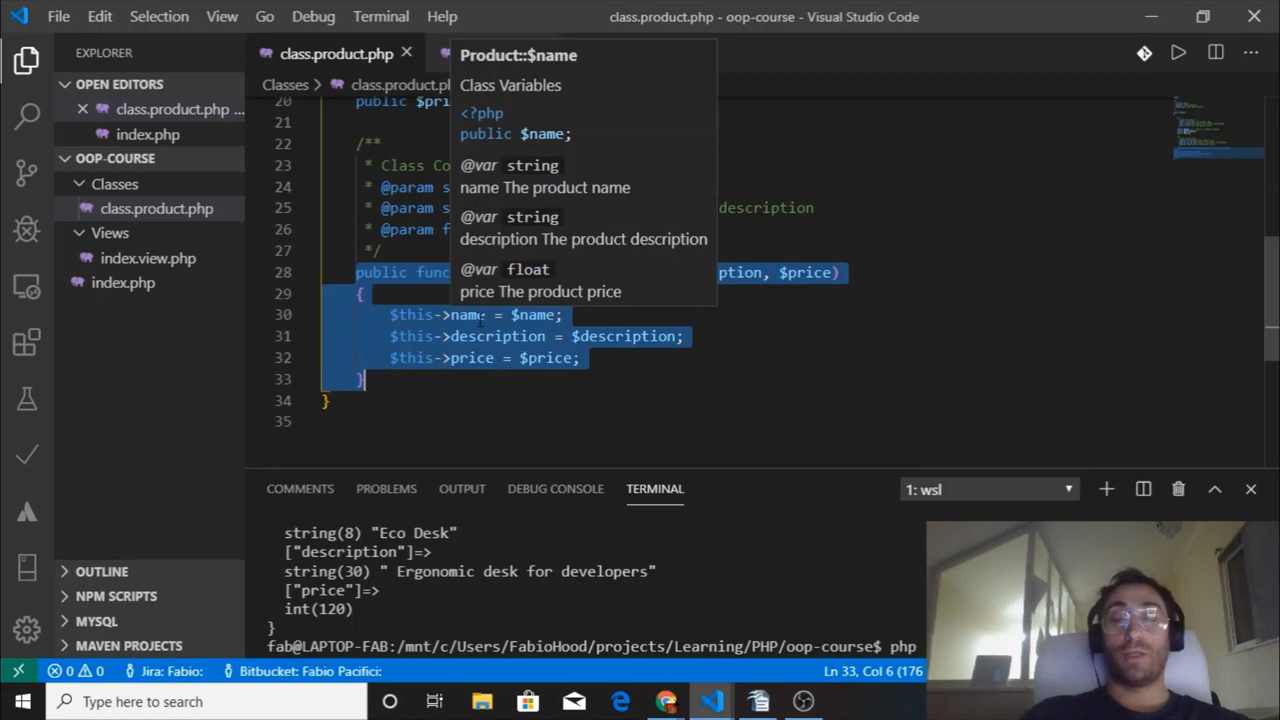 File Edit Selection View Go Debug Terminal Help class.product.php - oop-course - Visual Studio Code
EXPLORER
OPEN EDITORS
class.product.php ...
index.php
OOP-COURSE
Classes
class.product.php
Views
index.view.php
index.php
OUTLINE
NPM SCRIPTS
MYSQL
MAVEN PROJECTS
class.product.php
Classes > class.product.pl
20 public $pri
21
22 /**
23 * Class Co
24 * @param s
25 * @param s description
26 * @param f
27 */
28 public func ption, $price)
29 {
30 $this->name = $name;
31 $this->description = $description;
32 $this->price = $price;
33 }
34 }
35
Product::$name
Class Variables
<?php
public $name;
@var string
name The product name
@var string
description The product description
@var float
price The product price
COMMENTS PROBLEMS OUTPUT DEBUG CONSOLE TERMINAL 1: wsl
string(8) "Eco Desk"
["description"]=>
string(30) " Ergonomic desk for developers"
["price"]=>
int(120)
}
fab@LAPTOP-FAB:/mnt/c/Users/FabioHood/projects/Learning/PHP/oop-course$ php
0 0 Jira: Fabio: Bitbucket: Fabio Pacifici: Ln 33, Col 6 (176
Type here to search